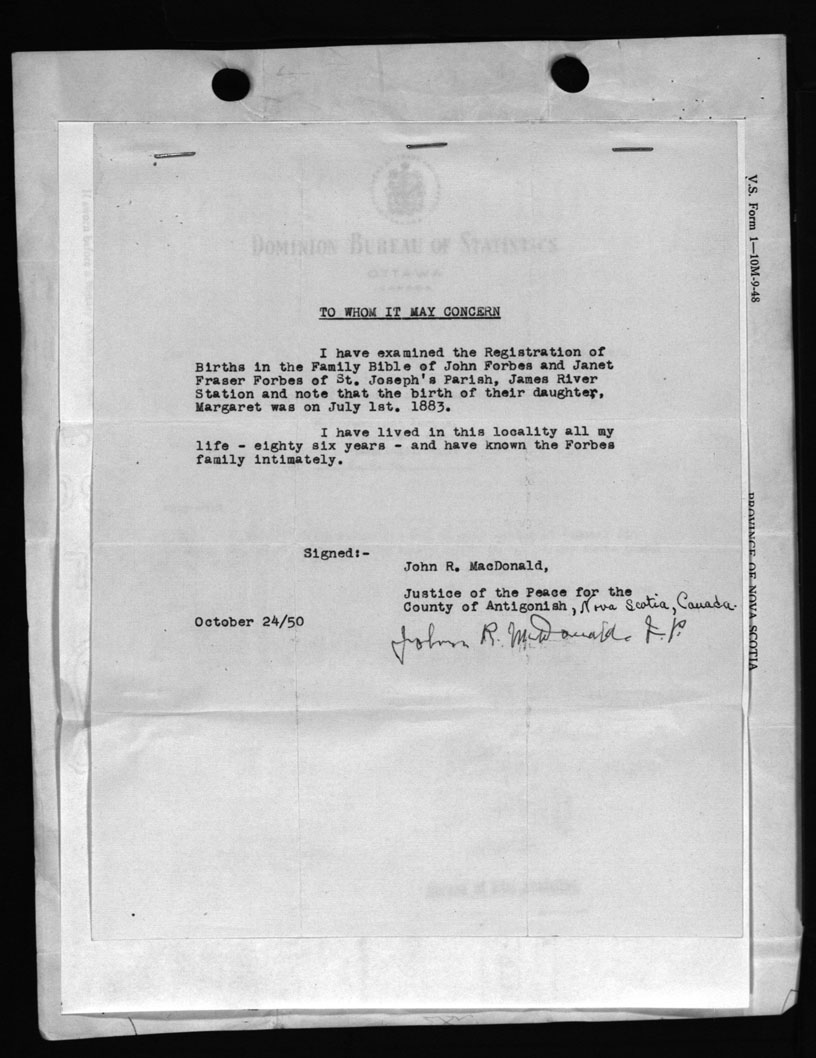 DOMINION BUREAU OF STATISTICS
OTTAWA
CANADA
TO WHOM IT MAY CONCERN
I have examined the Registration of
Births in the Family Bible of John Forbes and Janet
Fraser Forbes of St. Joseph's Parish, James River
Station and note that the birth of their daughter,
Margaret was on July 1st. 1883.
I have lived in this locality all my
life - eighty six years - and have known the Forbes
family intimately.
Signed:-
John R. MacDonald,
Justice of the Peace for the
County of Antigonish, Nova Scotia, Canada.
October 24/50
John R. McDonald. J.P.
V.S. Form 1—10M-9-48
PROVINCE OF NOVA SCOTIA